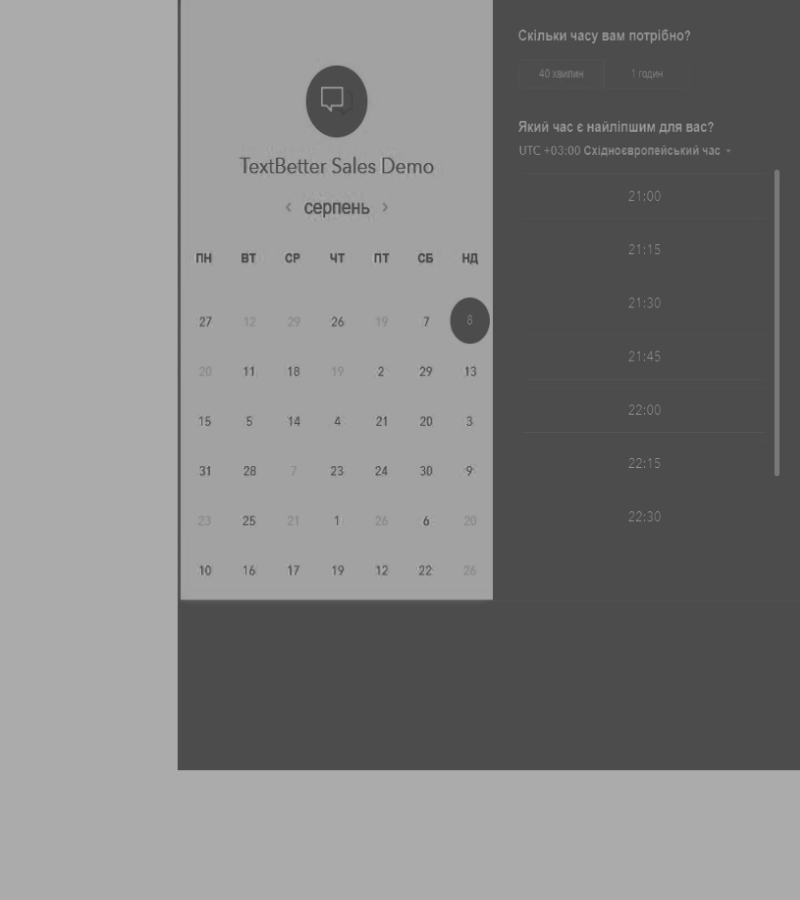 TextBetter Sales Demo
‹ серпень ›
ПН ВТ СР ЧТ ПТ СБ НД
27 12 29 26 19 7 8
20 11 18 19 2 29 13
15 5 14 4 21 20 3
31 28 7 23 24 30 9
23 25 21 1 26 6 20
10 16 17 19 12 22 26
Скільки часу вам потрібно?
40 хвилин 1 годин
Який час є найліпшим для вас?
UTC +03:00 Східноєвропейський час
21:00
21:15
21:30
21:45
22:00
22:15
22:30